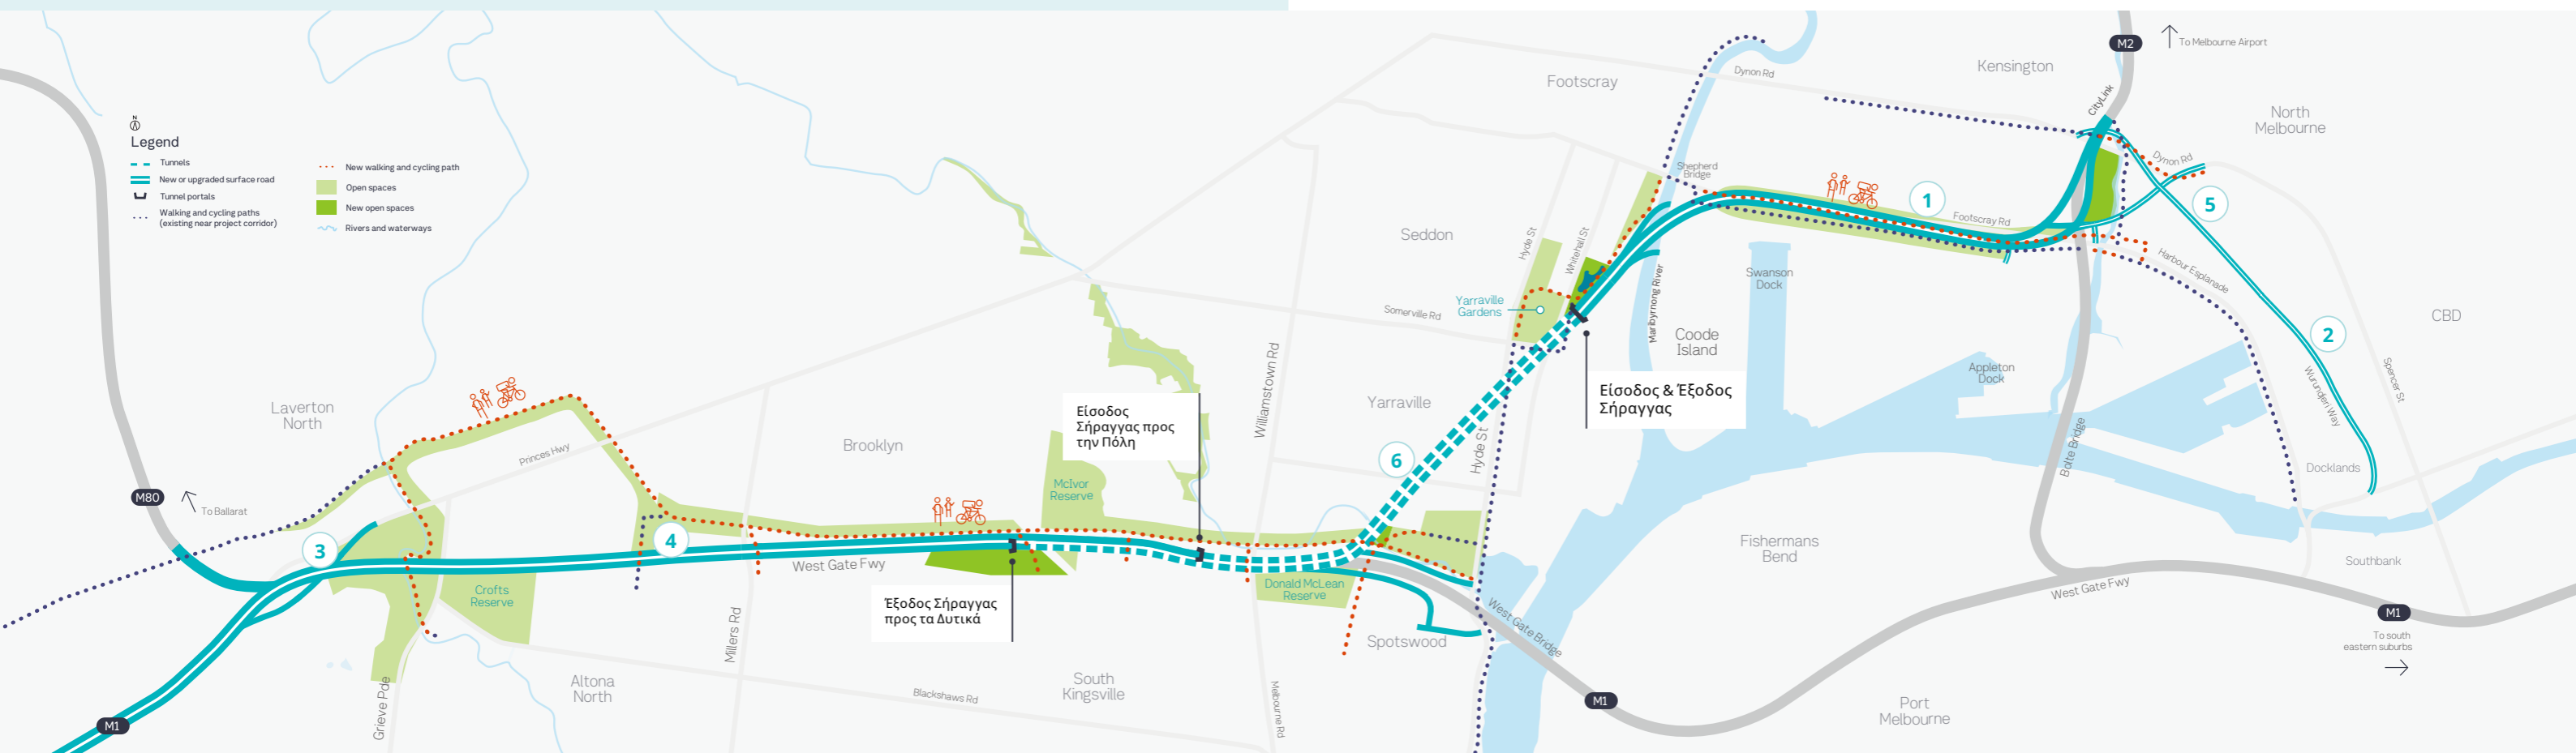 N
Legend
Tunnels
New or upgraded surface road
Tunnel portals
Walking and cycling paths
(existing near project corridor)
New walking and cycling path
Open spaces
New open spaces
Rivers and waterways
M80
To Ballarat
Laverton
North
Princes Hwy
3
M1
Grieve Pde
Crofts
Reserve
4
Altona
North
Millers Rd
Brooklyn
West Gate Fwy
Έξοδος Σήραγγας
προς τα Δυτικά
Blackshaws Rd
McIvor
Reserve
Είσοδος
Σήραγγας προς
την Πόλη
South
Kingsville
Williamstown Rd
Melbourne Rd
Donald McLean
Reserve
Spotswood
6
Yarraville
Somerville Rd
Seddon
Yarraville
Gardens
Hyde St
Whitehall St
Hyde St
Footscray
Είσοδος & Έξοδος
Σήραγγας
Maribyrnong River
Coode
Island
Shepherd
Bridge
Dynon Rd
Swanson
Dock
1
Footscray Rd
Kensington
M2
To Melbourne Airport
CityLink
North
Melbourne
Dynon Rd
5
Harbour Esplanade
2
CBD
Wurundjeri Way
Spencer St
Appleton
Dock
Bolte Bridge
Docklands
Fishermans
Bend
West Gate Bridge
M1
Port
Melbourne
West Gate Fwy
Southbank
M1
To south
eastern suburbs